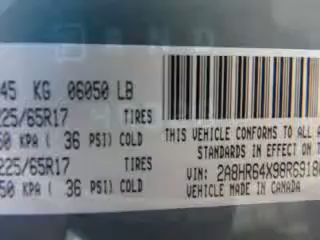 45 KG 06050 LB
225/65R17 TIRES
50 KPA ( 36 PSI) COLD
225/65R17 TIRES
50 KPA ( 36 PSI) COLD
THIS VEHICLE CONFORMS TO ALL
STANDARDS IN EFFECT ON
VIN: 2A8HR64X98R6918
VEHICLE MADE IN CANADA